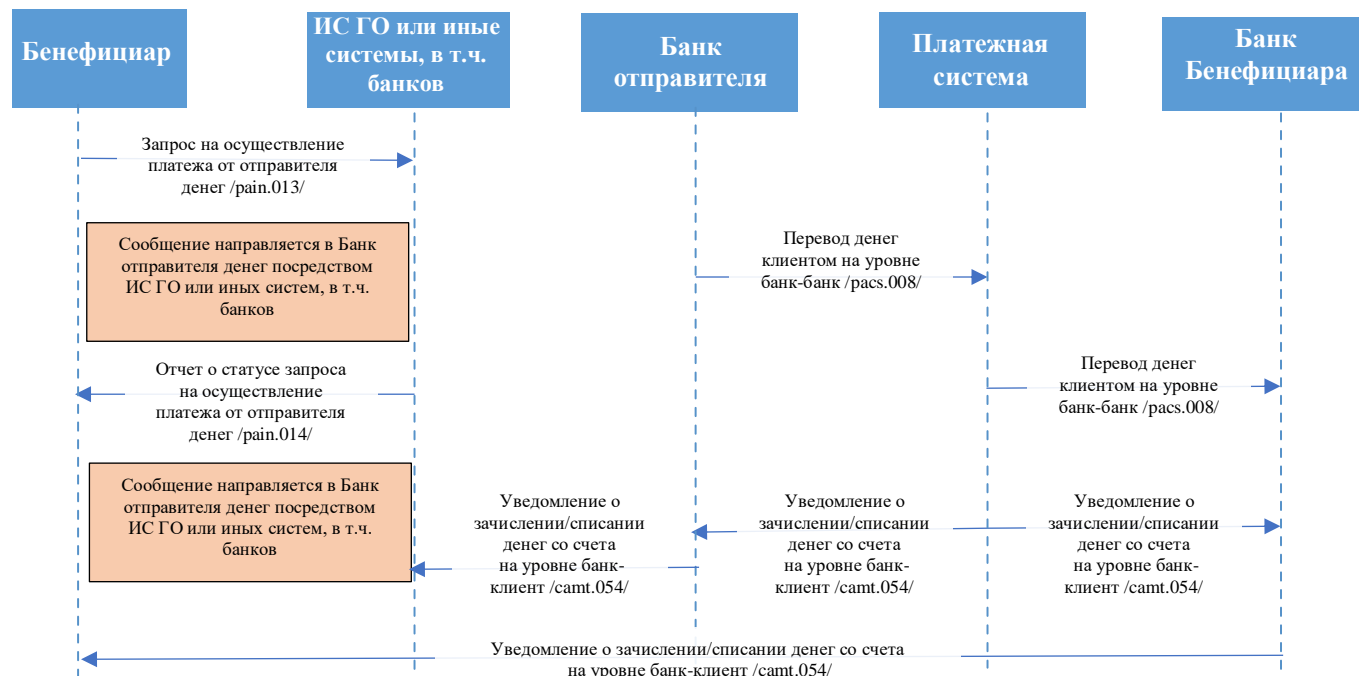 Бенефициар
ИС ГО или иные
системы, в т.ч.
банков
Банк
отправителя
Платежная
система
Банк
Бенефициара
Запрос на осуществление
платежа от отправителя
денег /pain.013/
Сообщение направляется в Банк
отправителя денег посредством
ИС ГО или иных систем, в т.ч.
банков
Перевод денег
клиентом на уровне
банк-банк /pacs.008/
Отчет о статусе запроса
на осуществление
платежа от отправителя
денег /pain.014/
Перевод денег
клиентом на уровне
банк-банк /pacs.008/
Сообщение направляется в Банк
отправителя денег посредством
ИС ГО или иных систем, в т.ч.
банков
Уведомление о
зачислении/списании
денег со счета
на уровне банк-
клиент /camt.054/
Уведомление о
зачислении/списании
денег со счета
на уровне банк-
клиент /camt.054/
Уведомление о
зачислении/списании
денег со счета
на уровне банк-
клиент /camt.054/
Уведомление о зачислении/списании денег со счета
на уровне банк-клиент /camt.054/